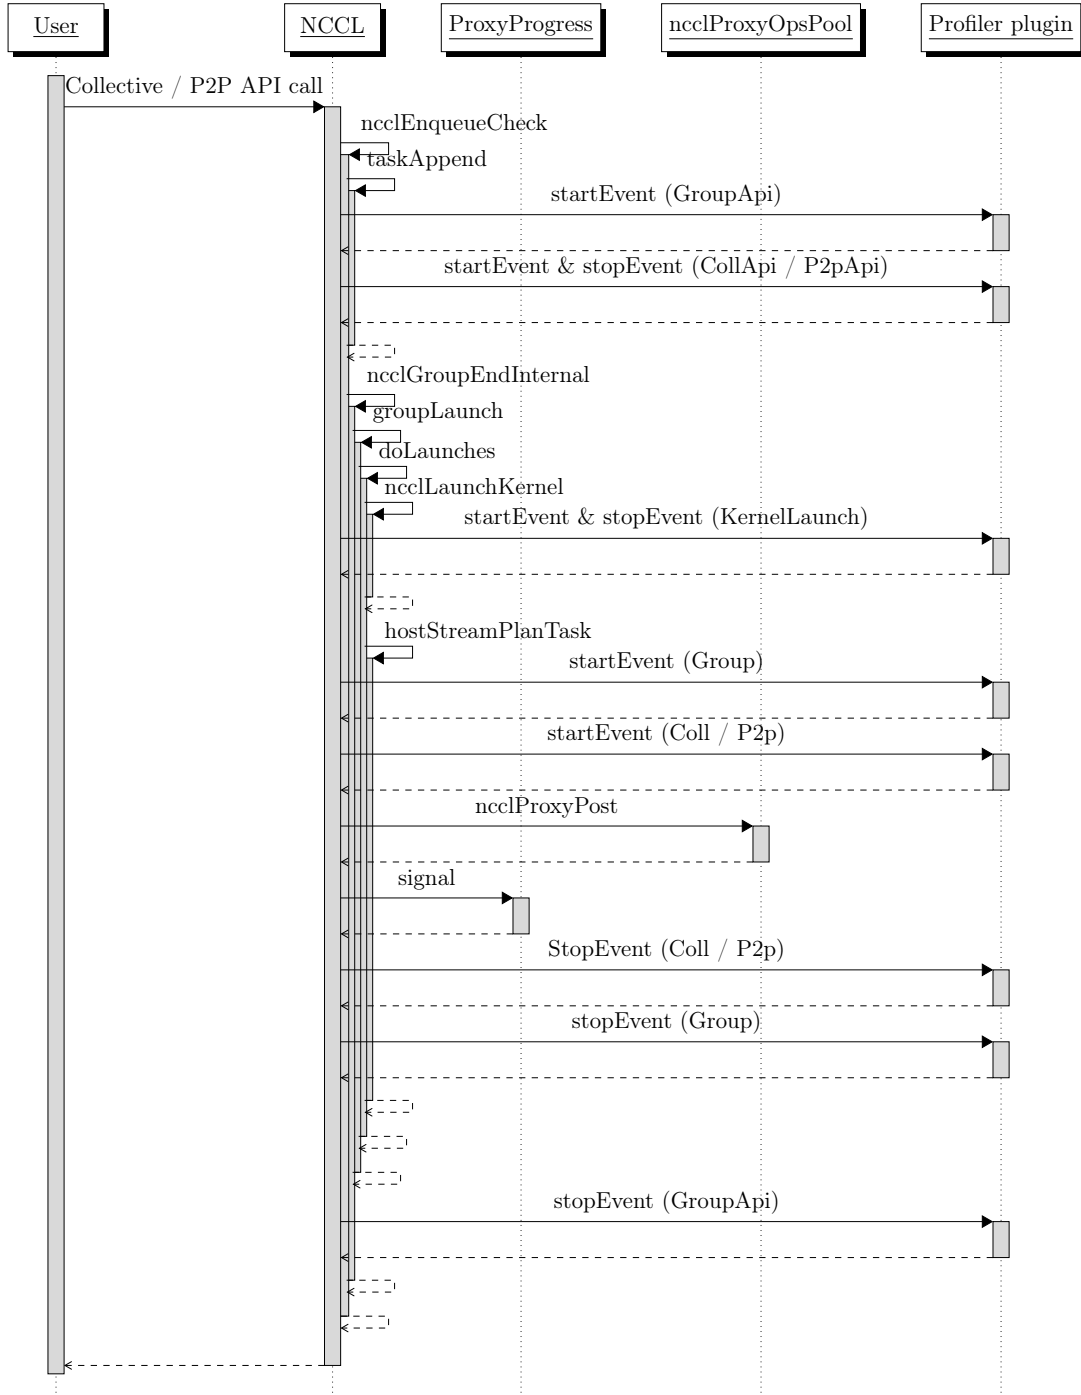 User
NCCL
ProxyProgress
ncclProxyOpsPool
Profiler plugin
Collective / P2P API call
ncclEnqueueCheck
taskAppend
startEvent (GroupApi)
startEvent & stopEvent (CollApi / P2pApi)
ncclGroupEndInternal
groupLaunch
doLaunches
ncclLaunchKernel
startEvent & stopEvent (KernelLaunch)
hostStreamPlanTask
startEvent (Group)
startEvent (Coll / P2p)
ncclProxyPost
signal
StopEvent (Coll / P2p)
stopEvent (Group)
stopEvent (GroupApi)